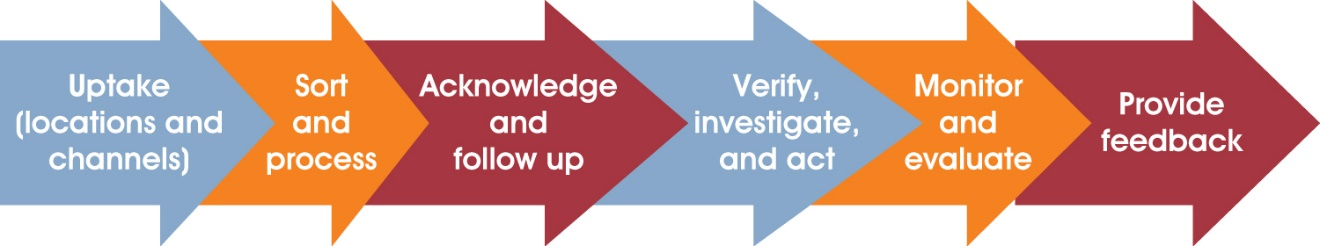 Uptake
(locations and
channels)
Sort
and
process
Acknowledge
and
follow up
Verify,
investigate,
and act
Monitor
and
evaluate
Provide
feedback